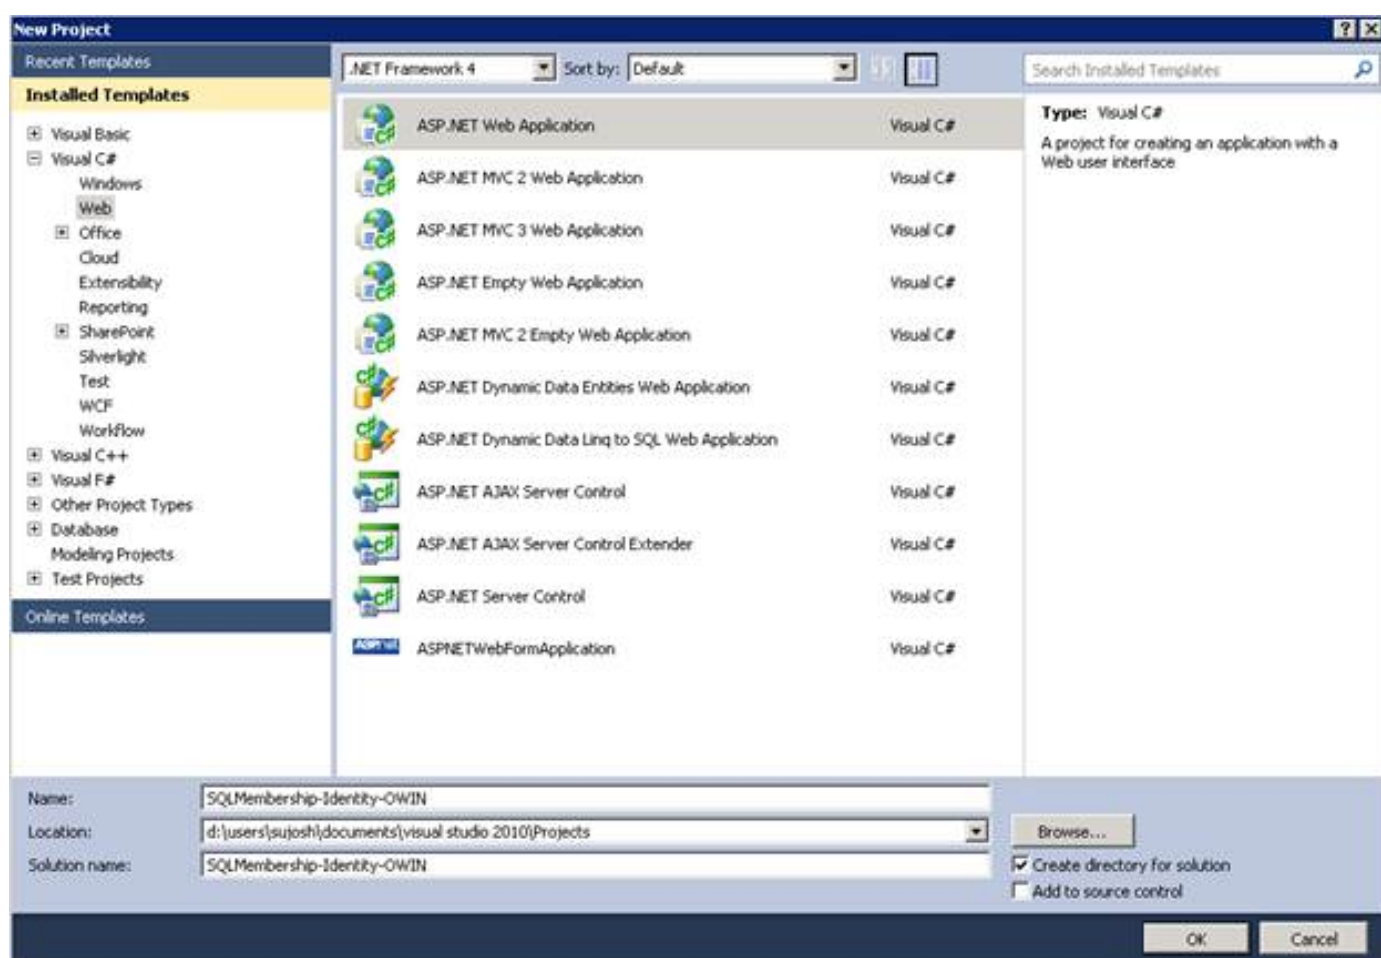 New Project
Recent Templates
Installed Templates
Visual Basic
Visual C#
Windows
Web
Office
Cloud
Extensibility
Reporting
SharePoint
Silverlight
Test
WCF
Workflow
Visual C++
Visual F#
Other Project Types
Database
Modeling Projects
Test Projects
Online Templates
.NET Framework 4 Sort by: Default
ASP.NET Web Application Visual C#
ASP.NET MVC 2 Web Application Visual C#
ASP.NET MVC 3 Web Application Visual C#
ASP.NET Empty Web Application Visual C#
ASP.NET MVC 2 Empty Web Application Visual C#
ASP.NET Dynamic Data Entities Web Application Visual C#
ASP.NET Dynamic Data Linq to SQL Web Application Visual C#
ASP.NET AJAX Server Control Visual C#
ASP.NET AJAX Server Control Extender Visual C#
ASP.NET Server Control Visual C#
ASPNETWebFormApplication Visual C#
Search Installed Templates
Type: Visual C#
A project for creating an application with a
Web user interface
Name: SQLMembership-Identity-OWIN
Location: d:\users\sujosh\documents\visual studio 2010\Projects Browse...
Solution name: SQLMembership-Identity-OWIN
Create directory for solution
Add to source control
OK Cancel